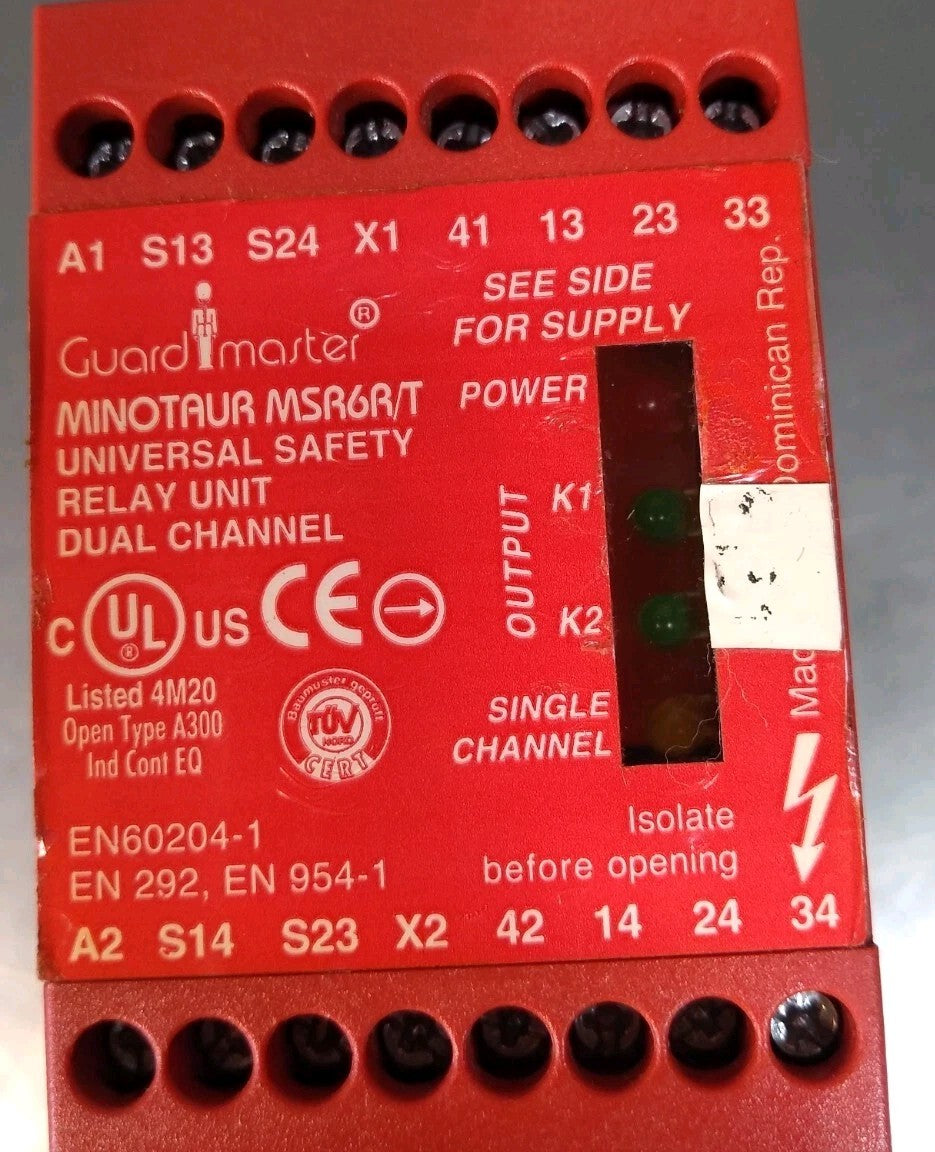 A1 S13 S24 X1 41 13 23 33
SEE SIDE
FOR SUPPLY
Guardmaster®
MINOTAUR MSR6R/T
UNIVERSAL SAFETY
RELAY UNIT
DUAL CHANNEL
POWER
K1
OUTPUT
K2
SINGLE
CHANNEL
C UL® US CE
Listed 4M20
Open Type A300
Ind Cont EQ
Baumuster geprüft
TÜV
NORD
CERT
EN60204-1
EN 292, EN 954-1
Isolate
before opening
Dominican Rep.
A2 S14 S23 X2 42 14 24 34